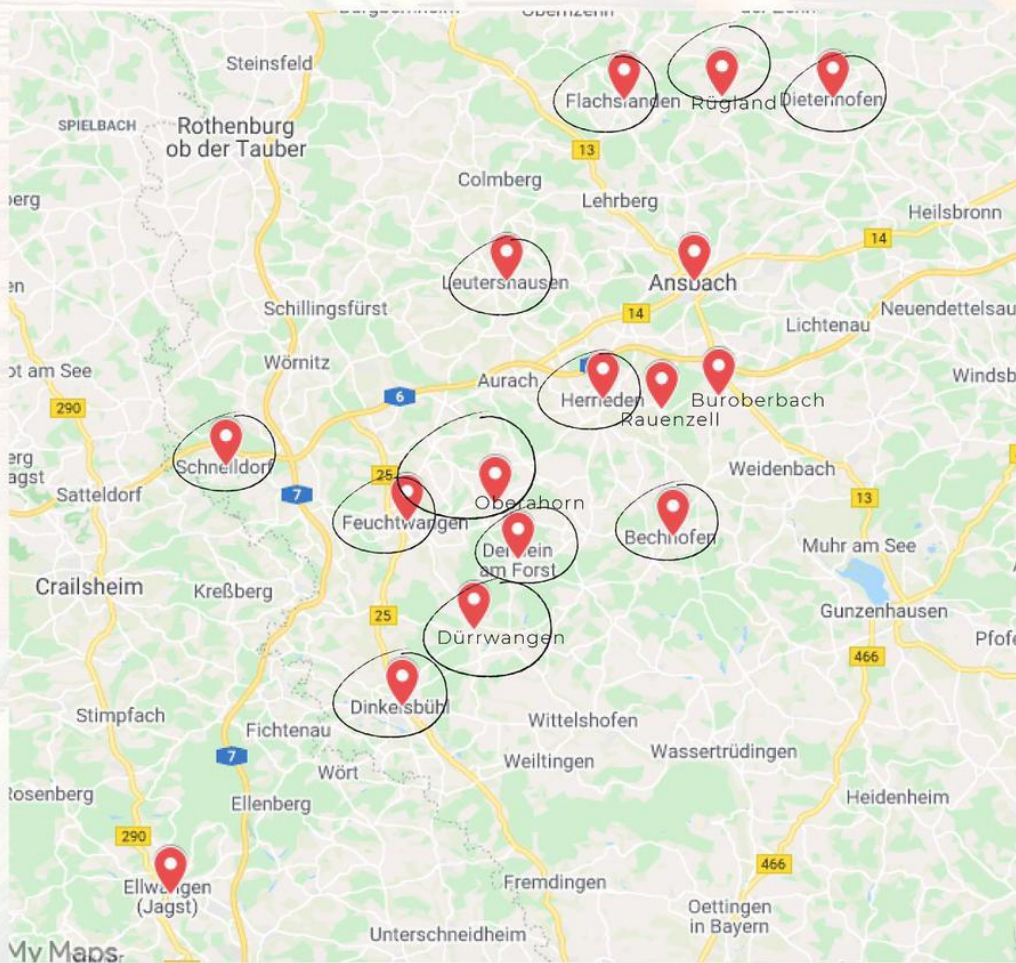 Steinsfeld
Flachslanden
Rügland
Dietenhofen
SPIELBACH
Rothenburg
ob der Tauber
13
Colmberg
Lehrberg
Heilsbronn
14
Leutershausen
Ansbach
Schillingsfürst
14
Neuendettelsau
Lichtenau
Wörnitz
Aurach
6
Herrieden
Buroberbach
Rauenzell
290
Schnelldorf
25
Weidenbach
Satteldorf
7
Oberahorn
13
Feuchtwangen
Bechhofen
Dentlein
am Forst
Muhr am See
Crailsheim
Kreßberg
25
Gunzenhausen
Dürrwangen
466
Dinkelsbühl
Stimpfach
Fichtenau
Wittelshofen
7
Weiltingen
Wassertrüdingen
Wört
Rosenberg
Ellenberg
Heidenheim
290
466
Ellwangen
(Jagst)
Fremdingen
Oettingen
in Bayern
Unterschneidheim
My Maps